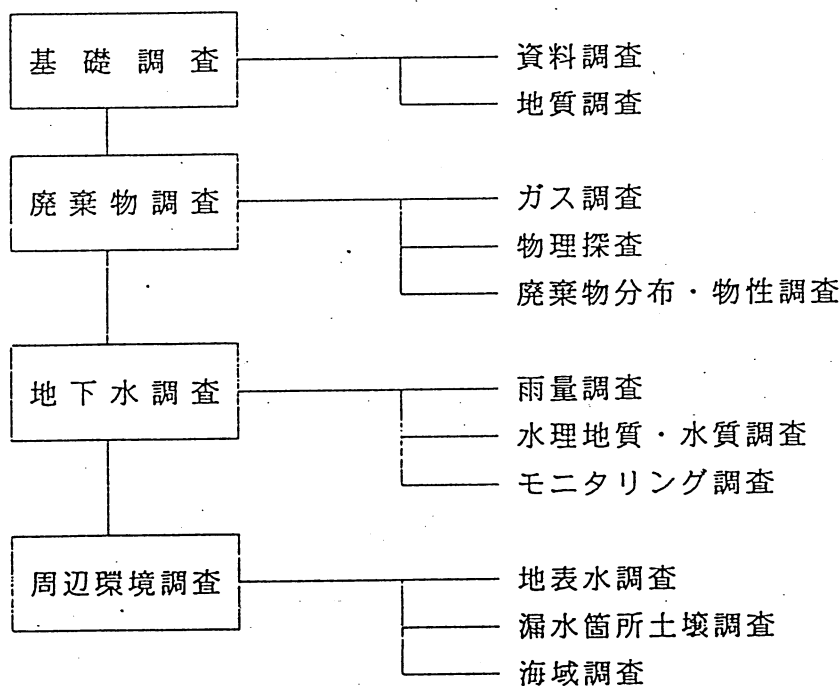 基礎調査
資料調査
地質調査
廃棄物調査
ガス調査
物理探査
廃棄物分布・物性調査
地下水調査
雨量調査
水理地質・水質調査
モニタリング調査
周辺環境調査
地表水調査
漏水箇所土壌調査
海域調査